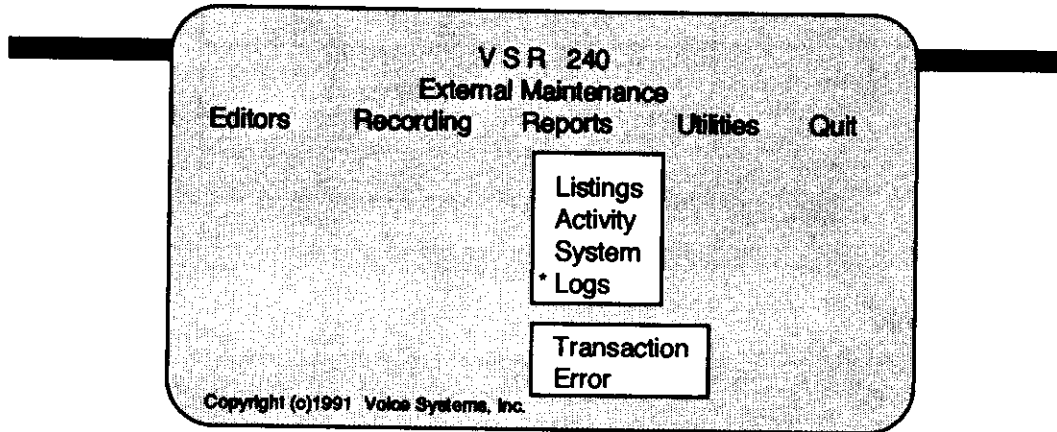 V S R 240
External Maintenance
Editors Recording Reports Utilities Quit
Listings
Activity
System
* Logs
Transaction
Error
Copyright (c)1991 Voice Systems, Inc.